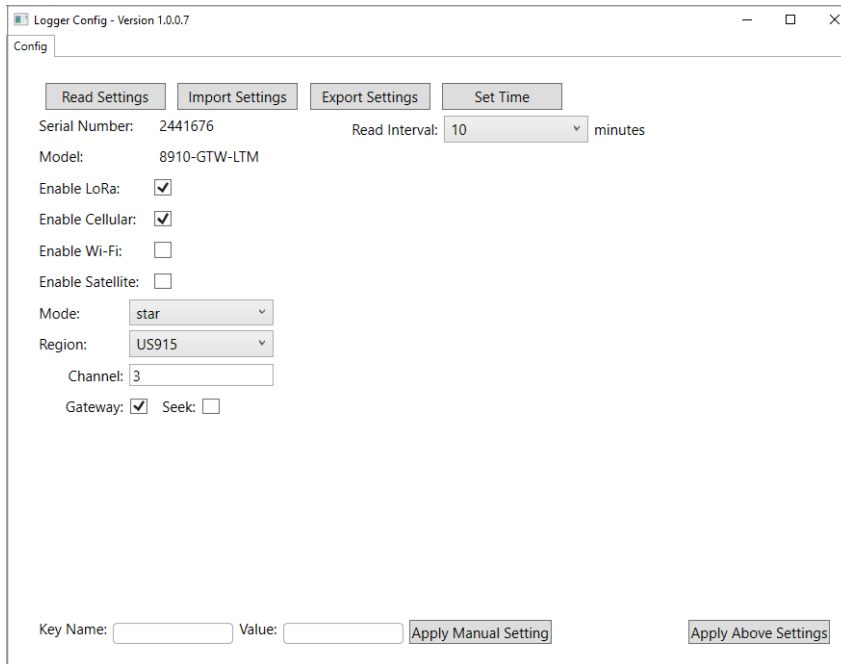 Logger Config - Version 1.0.0.7
Config
Read Settings Import Settings Export Settings Set Time
Serial Number: 2441676 Read Interval: 10 minutes
Model: 8910-GTW-LTM
Enable LoRa:
Enable Cellular:
Enable Wi-Fi:
Enable Satellite:
Mode: star
Region: US915
Channel: 3
Gateway: Seek:
Key Name: Value: Apply Manual Setting Apply Above Settings